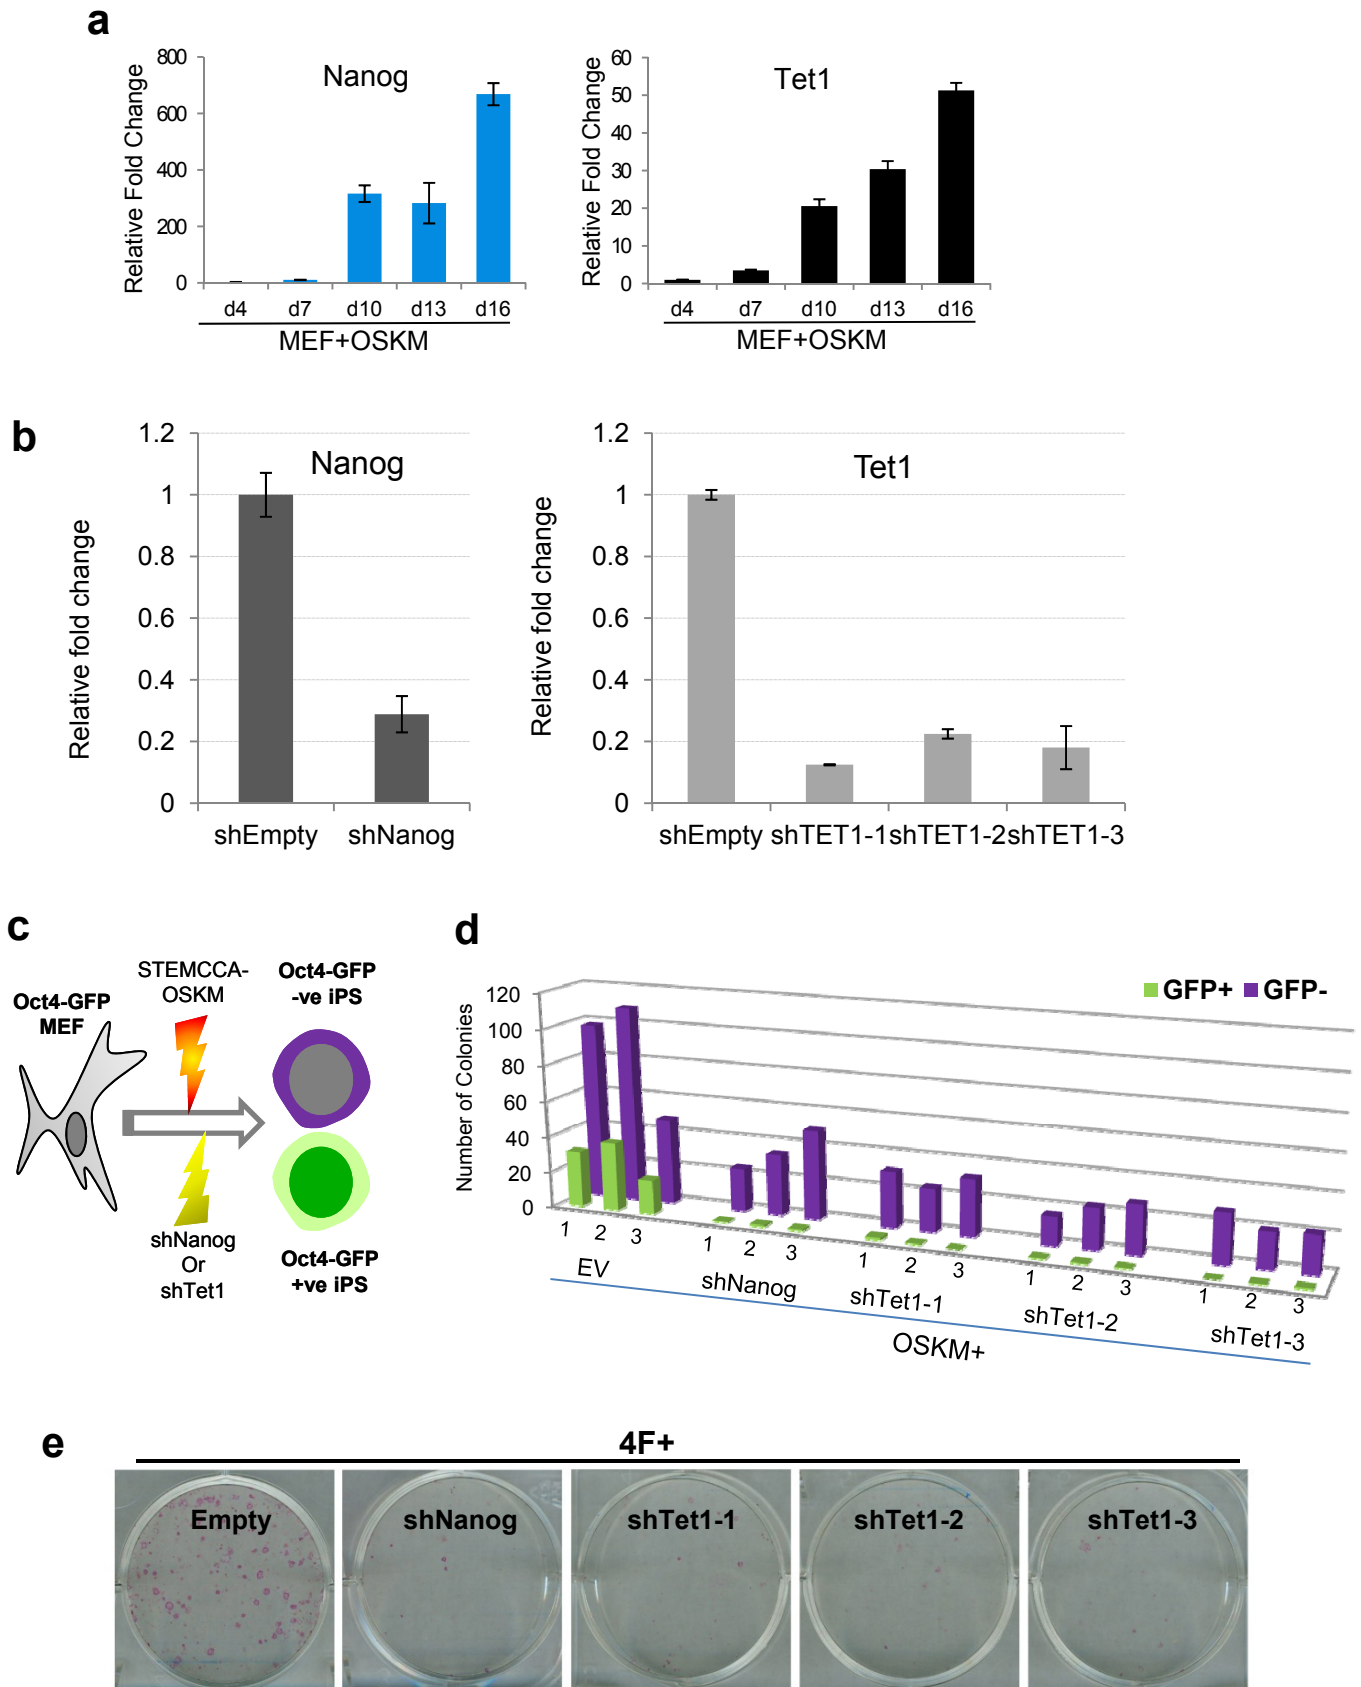 a
Nanog
Relative Fold Change
800
600
400
200
0
d4 d7 d10 d13 d16
MEF+OSKM
Tet1
Relative Fold Change
60
50
40
30
20
10
0
d4 d7 d10 d13 d16
MEF+OSKM
b
Nanog
Relative fold change
1.2
1
0.8
0.6
0.4
0.2
0
shEmpty shNanog
Tet1
Relative fold change
1.2
1
0.8
0.6
0.4
0.2
0
shEmpty shTET1-1 shTET1-2 shTET1-3
c
Oct4-GFP
MEF
STEMCCA-
OSKM
Oct4-GFP
-ve iPS
shNanog
Or
shTet1
Oct4-GFP
+ve iPS
d
GFP+ GFP-
Number of Colonies
120
100
80
60
40
20
0
1 2 3 1 2 3 1 2 3 1 2 3 1 2 3
EV shNanog shTet1-1 shTet1-2 shTet1-3
OSKM+
e
4F+
Empty shNanog shTet1-1 shTet1-2 shTet1-3